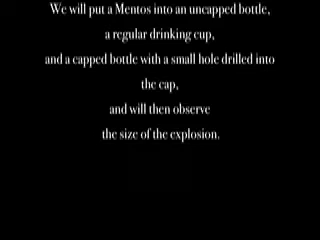 We will put a Mentos into an uncapped bottle,
a regular drinking cup,
and a capped bottle with a small hole drilled into
the cap,
and will then observe
the size of the explosion.